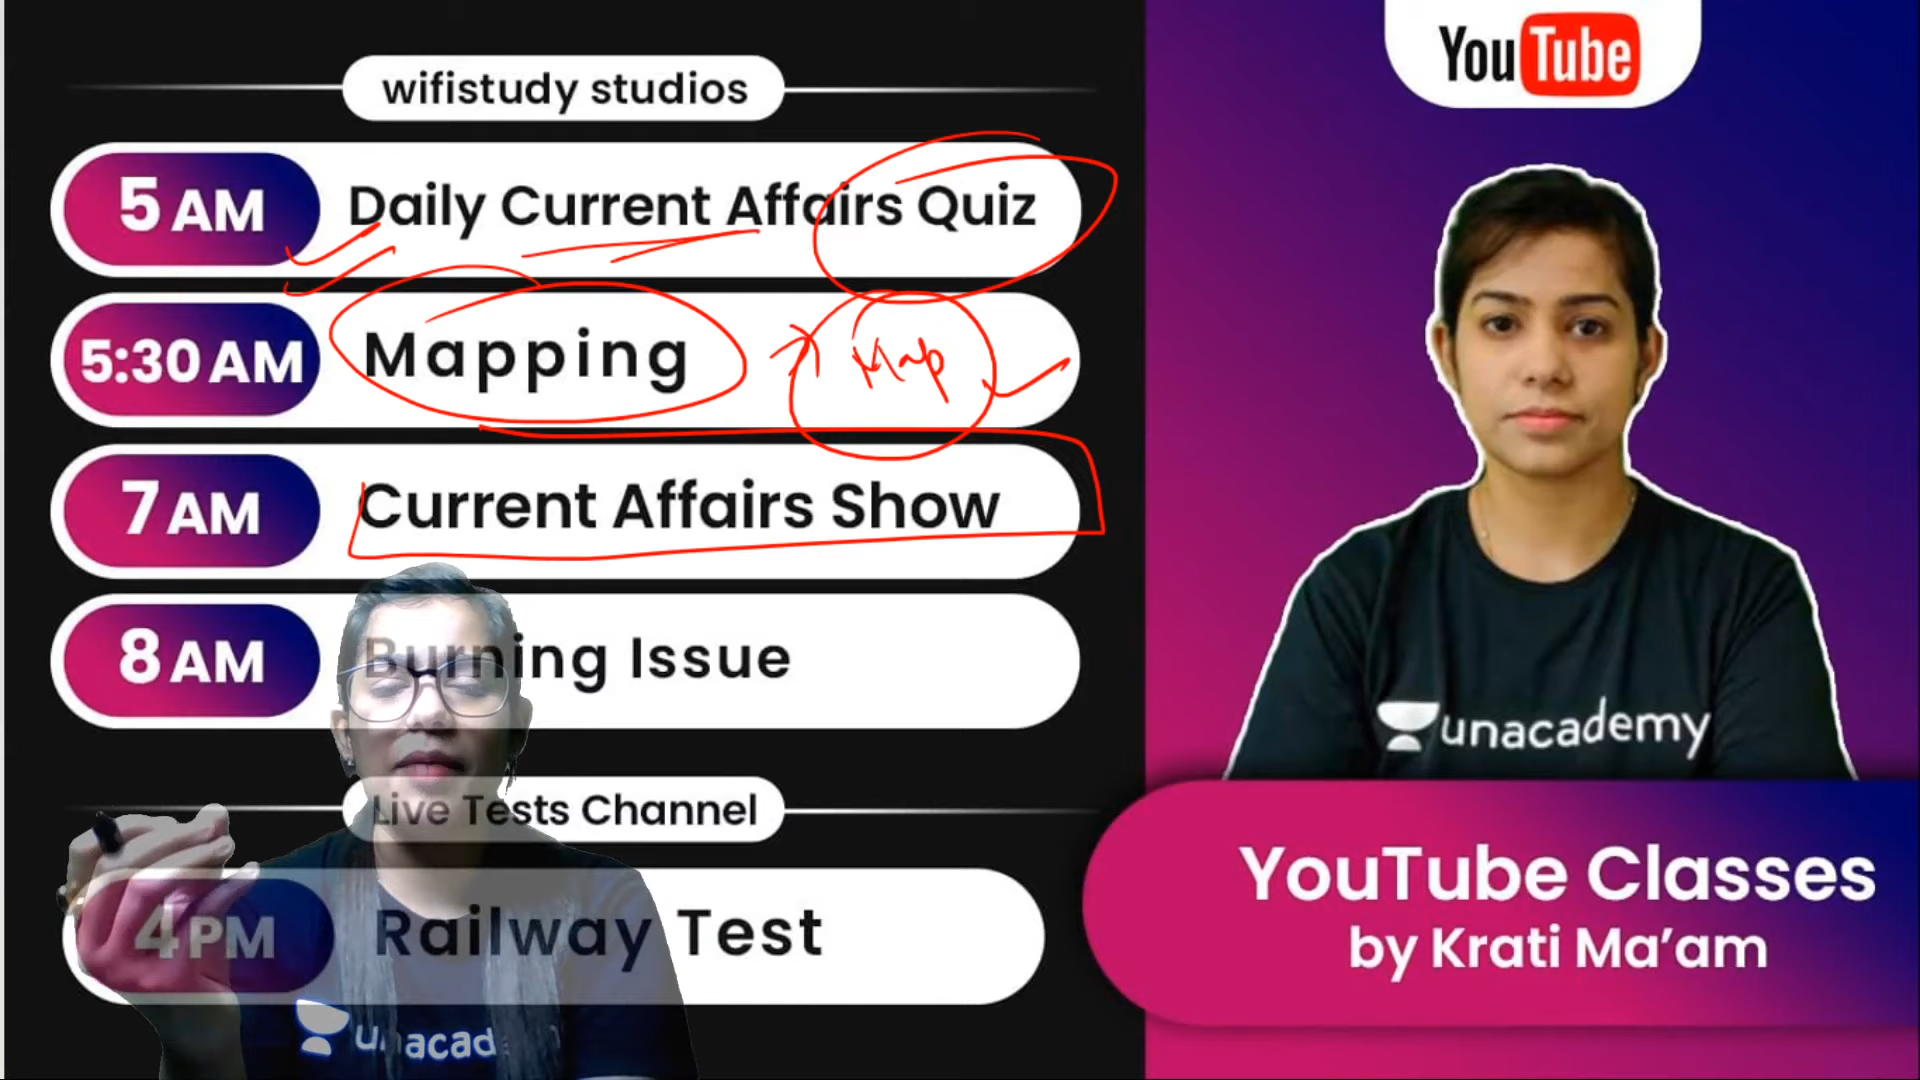 wifistudy studios
5 AM Daily Current Affairs Quiz
5:30 AM Mapping Map
7 AM Current Affairs Show
8 AM Burning Issue
Live Tests Channel
4 PM Railway Test
unacad
YouTube
unacademy
YouTube Classes
by Krati Ma'am